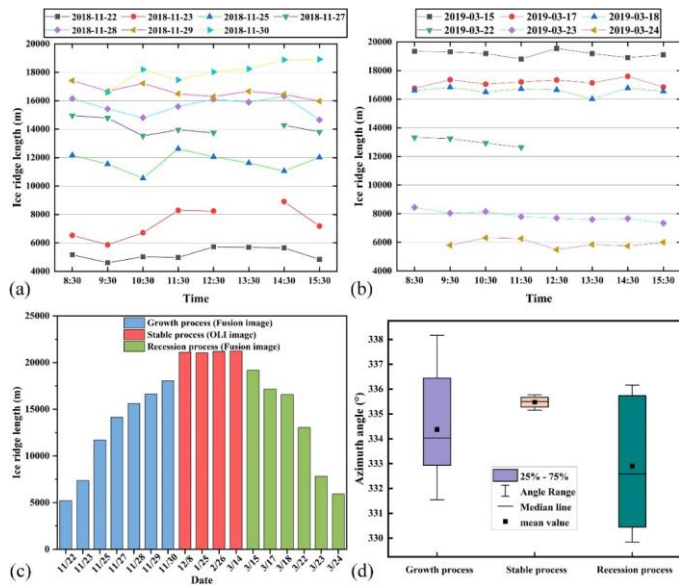 2018-11-22 2018-11-23 2018-11-25 2018-11-27
2018-11-28 2018-11-29 2018-11-30
20000
18000
16000
14000
12000
10000
8000
6000
4000
Ice ridge length (m)
8:30 9:30 10:30 11:30 12:30 13:30 14:30 15:30
Time
(a)
2019-03-15 2019-03-17 2019-03-18
2019-03-22 2019-03-23 2019-03-24
20000
18000
16000
14000
12000
10000
8000
6000
4000
Ice ridge length (m)
8:30 9:30 10:30 11:30 12:30 13:30 14:30 15:30
Time
(b)
Growth process (Fusion image)
Stable process (OLI image)
Recession process (Fusion image)
25000
20000
15000
10000
5000
0
Ice ridge length (m)
11/22 11/23 11/25 11/27 11/28 11/29 11/30 12/8 1/25 2/26 3/14 3/15 3/17 3/18 3/22 3/23 3/24
Date
(c)
338
336
334
332
330
Azimuth angle (°)
25% - 75%
Angle Range
Median line
mean value
Growth process Stable process Recession process
(d)